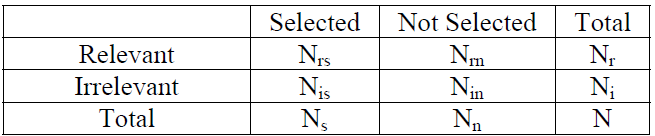 Selected Not Selected Total
Relevant Nrs Nrn Nr
Irrelevant Nis Nin Ni
Total Ns Nn N